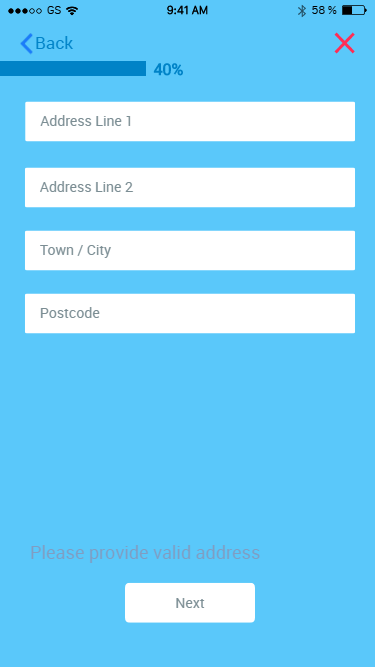 GS 9:41 AM 58 %
Back
40%
Address Line 1
Address Line 2
Town / City
Postcode
Please provide valid address
Next